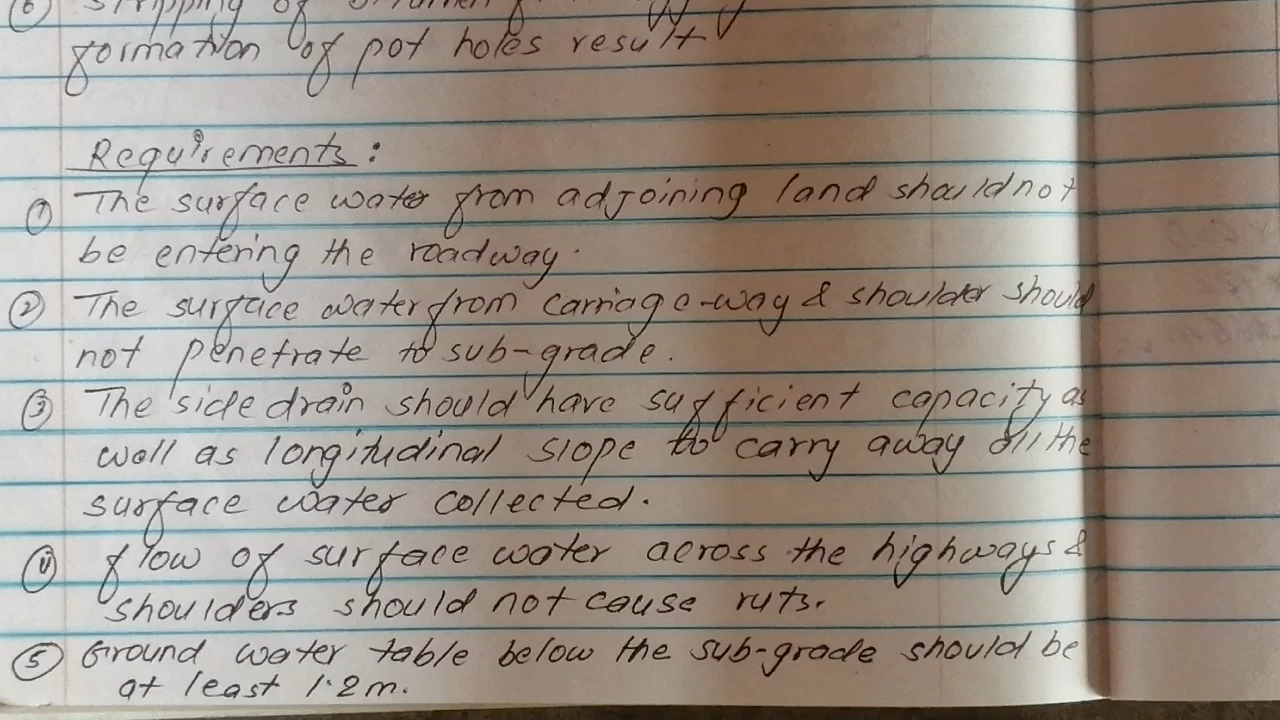 ⑥ stripping of bitumen
formation of pot holes result
Requirements:
① The surface water from adjoining land should not
be entering the roadway.
② The surface water from carriage-way & shoulder should
not penetrate to sub-grade.
③ The side drain should have sufficient capacity as
well as longitudinal slope to carry away all the
surface water collected.
④ flow of surface water across the highways &
shoulders should not cause ruts.
⑤ Ground water table below the sub-grade should be
at least 1.2m.